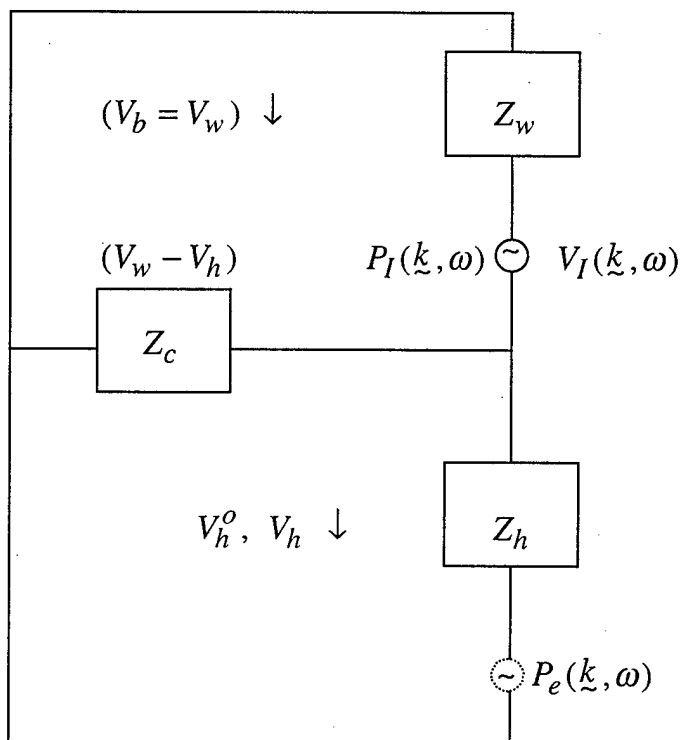 Z_w
(V_b = V_w) ↓
(V_w − V_h)
P_I(k̰, ω) ~ V_I(k̰, ω)
Z_c
V_h^o, V_h ↓
Z_h
~ P_e(k̰, ω)